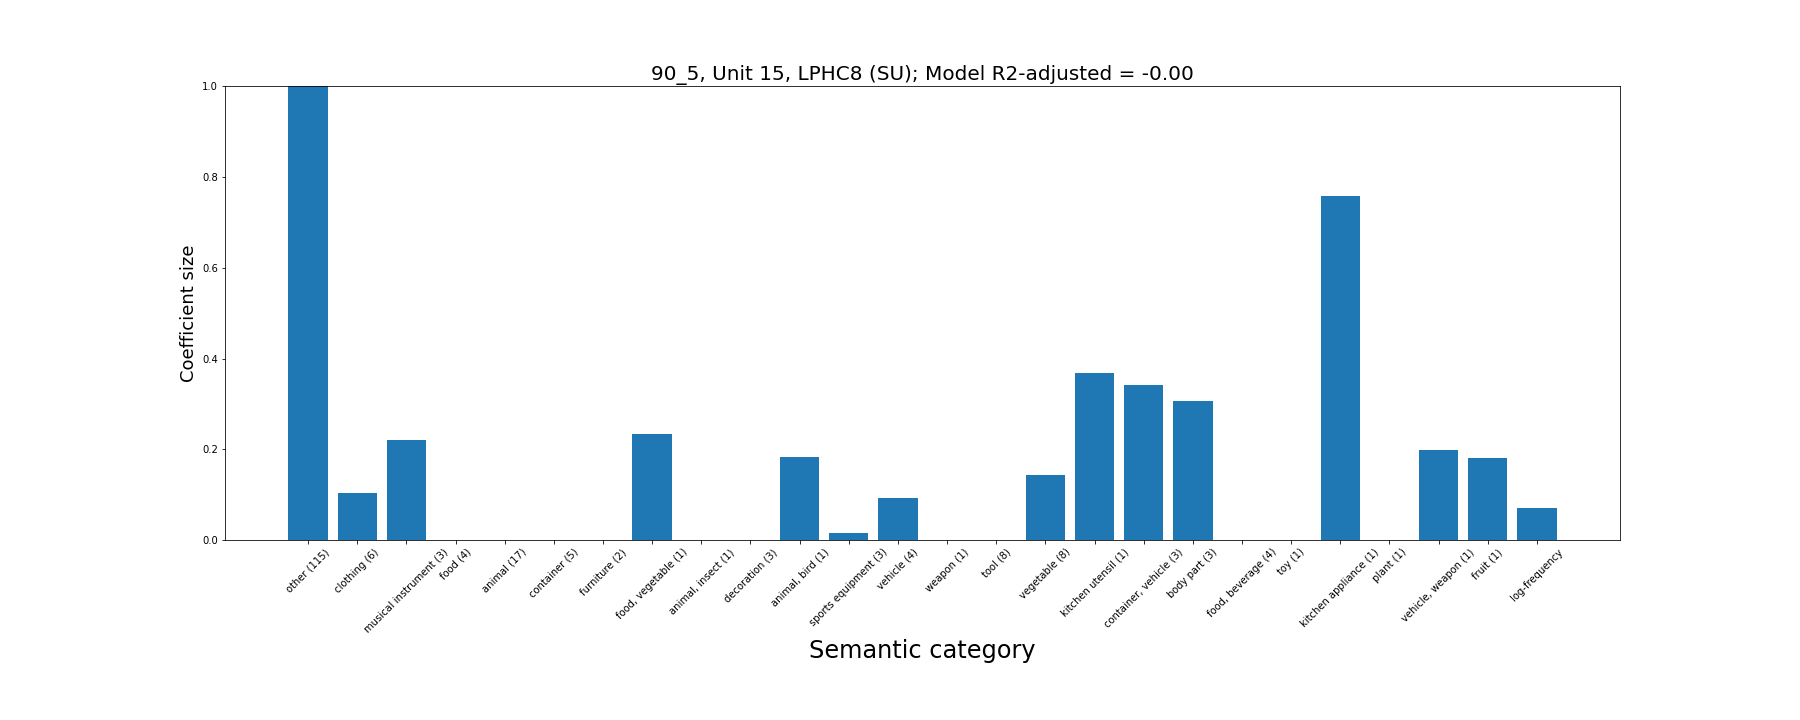 90_5, Unit 15, LPHC8 (SU); Model R2-adjusted = -0.00
Coefficient size
1.0
0.8
0.6
0.4
0.2
0.0
other (115)
clothing (6)
musical instrument (3)
food (4)
animal (17)
container (5)
furniture (2)
food, vegetable (1)
animal, insect (1)
decoration (3)
animal, bird (1)
sports equipment (3)
vehicle (4)
weapon (1)
tool (8)
vegetable (8)
kitchen utensil (1)
container, vehicle (3)
body part (3)
food, beverage (4)
toy (1)
kitchen appliance (1)
plant (1)
vehicle, weapon (1)
fruit (1)
log-frequency
Semantic category